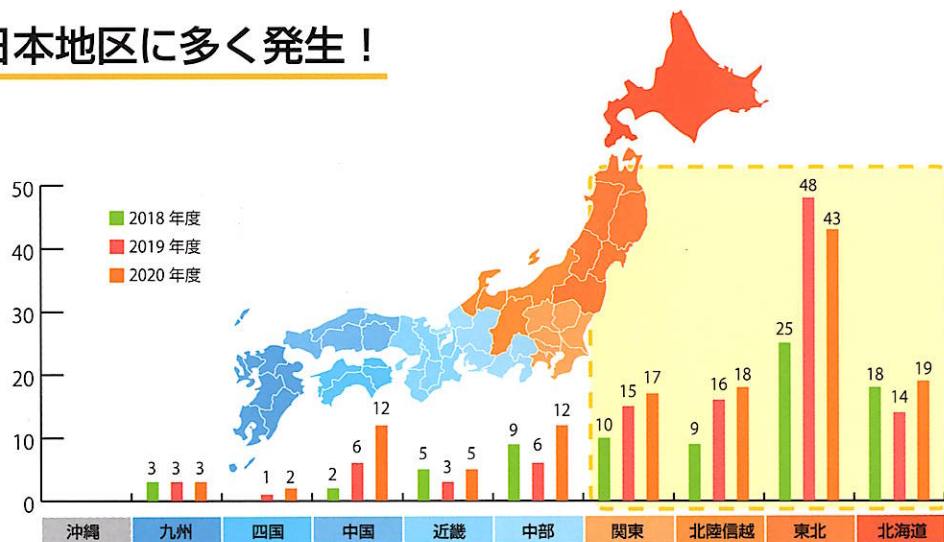 日本地区に多く発生！
50
40
30
20
10
0
2018 年度
2019 年度
2020 年度
3 3 3
1 2
2 6 12
5 3 5
9 6 12
10 15 17
9 16 18
25 48 43
18 14 19
沖縄 九州 四国 中国 近畿 中部 関東 北陸信越 東北 北海道